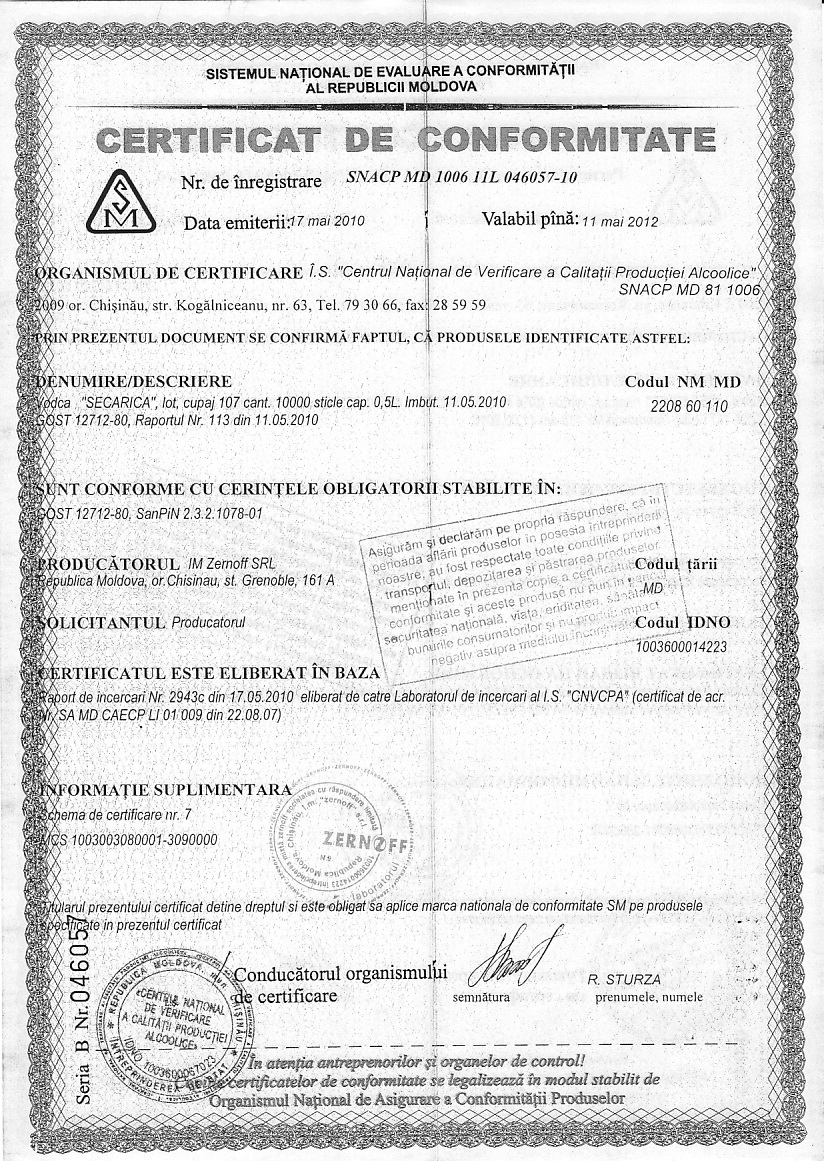 SISTEMUL NAȚIONAL DE EVALUARE A CONFORMITĂȚII
AL REPUBLICII MOLDOVA
CERTIFICAT DE CONFORMITATE
SM
Nr. de înregistrare SNACP MD 1006 11L 046057-10
Data emiterii: 17 mai 2010 Valabil pînă: 11 mai 2012
ORGANISMUL DE CERTIFICARE Î.S. "Centrul Național de Verificare a Calitații Producției Alcoolice"
SNACP MD 81 1006
2009 or. Chișinău, str. Kogălniceanu, nr. 63, Tel. 79 30 66, fax: 28 59 59
PRIN PREZENTUL DOCUMENT SE CONFIRMĂ FAPTUL, CĂ PRODUSELE IDENTIFICATE ASTFEL:
DENUMIRE/DESCRIERE Codul NM MD
Vodca , "SECARICA", lot, cupaj 107 cant. 10000 sticle cap. 0,5L. Imbut. 11.05.2010
2208 60 110
GOST 12712-80, Raportul Nr. 113 din 11.05.2010
SUNT CONFORME CU CERINȚELE OBLIGATORII STABILITE ÎN:
GOST 12712-80, SanPiN 2.3.2.1078-01
Asigurăm și declarăm pe propria răspundere, că în
perioada aflării produselor în posesia întreprinderii
noastre, au fost respectate toate condițiile privind
transportul, depozitarea și păstrarea produselor
menționate în prezenta copie a certificatului de
conformitate și aceste produse nu pun în pericol
securitatea națională, viața, ereditatea, sănătatea
bunurile consumatorilor și nu produc impact
negativ asupra mediului înconjurător
PRODUCĂTORUL IM Zernoff SRL Codul țării
Republica Moldova, or.Chisinau, st. Grenoble, 161 A MD
SOLICITANTUL Producatorul Codul IDNO
1003600014223
CERTIFICATUL ESTE ELIBERAT ÎN BAZA
Raport de incercari Nr. 2943c din 17.05.2010 eliberat de catre Laboratorul de incercari al I.S. "CNVCPA" (certificat de acr.
Nr. SA MD CAECP LI 01 009 din 22.08.07)
INFORMAȚIE SUPLIMENTARA
Schema de certificare nr. 7
MCS 1003003080001-3090000
ZERNOFF
Republica Moldova, Chișinău, Î.m. "zernoff" s.r.l.
laboratorul
Titularul prezentului certificat detine dreptul si este obligat sa aplice marca nationala de conformitate SM pe produsele
specificate in prezentul certificat
Conducătorul organismului
de certificare
semnătura
R. STURZA
prenumele, numele
Seria B Nr. 046057
REPUBLICA MOLDOVA, MUN. CHIȘINĂU
«CENTRUL NAȚIONAL
DE VERIFICARE
A CALITĂȚII PRODUCȚIEI
ALCOOLICE»
IDNO 1003600067023
ÎNTREPRINDEREA DE STAT
În atenția antreprenorilor și organelor de control!
certificatelor de conformitate se legalizează în modul stabilit de
Organismul Național de Asigurare a Conformității Produselor